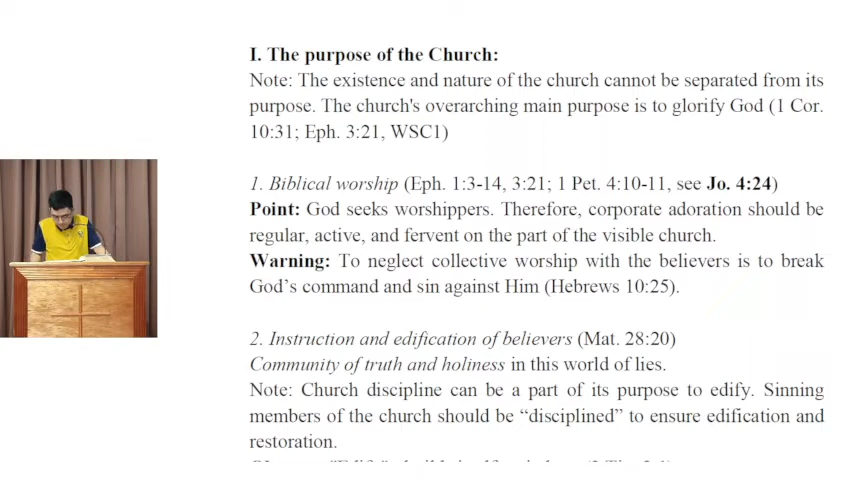 I. The purpose of the Church:
Note: The existence and nature of the church cannot be separated from its
purpose. The church's overarching main purpose is to glorify God (1 Cor.
10:31; Eph. 3:21, WSC1)
1. Biblical worship (Eph. 1:3-14, 3:21; 1 Pet. 4:10-11, see Jo. 4:24)
Point: God seeks worshippers. Therefore, corporate adoration should be
regular, active, and fervent on the part of the visible church.
Warning: To neglect collective worship with the believers is to break
God's command and sin against Him (Hebrews 10:25).
2. Instruction and edification of believers (Mat. 28:20)
Community of truth and holiness in this world of lies.
Note: Church discipline can be a part of its purpose to edify. Sinning
members of the church should be “disciplined” to ensure edification and
restoration.